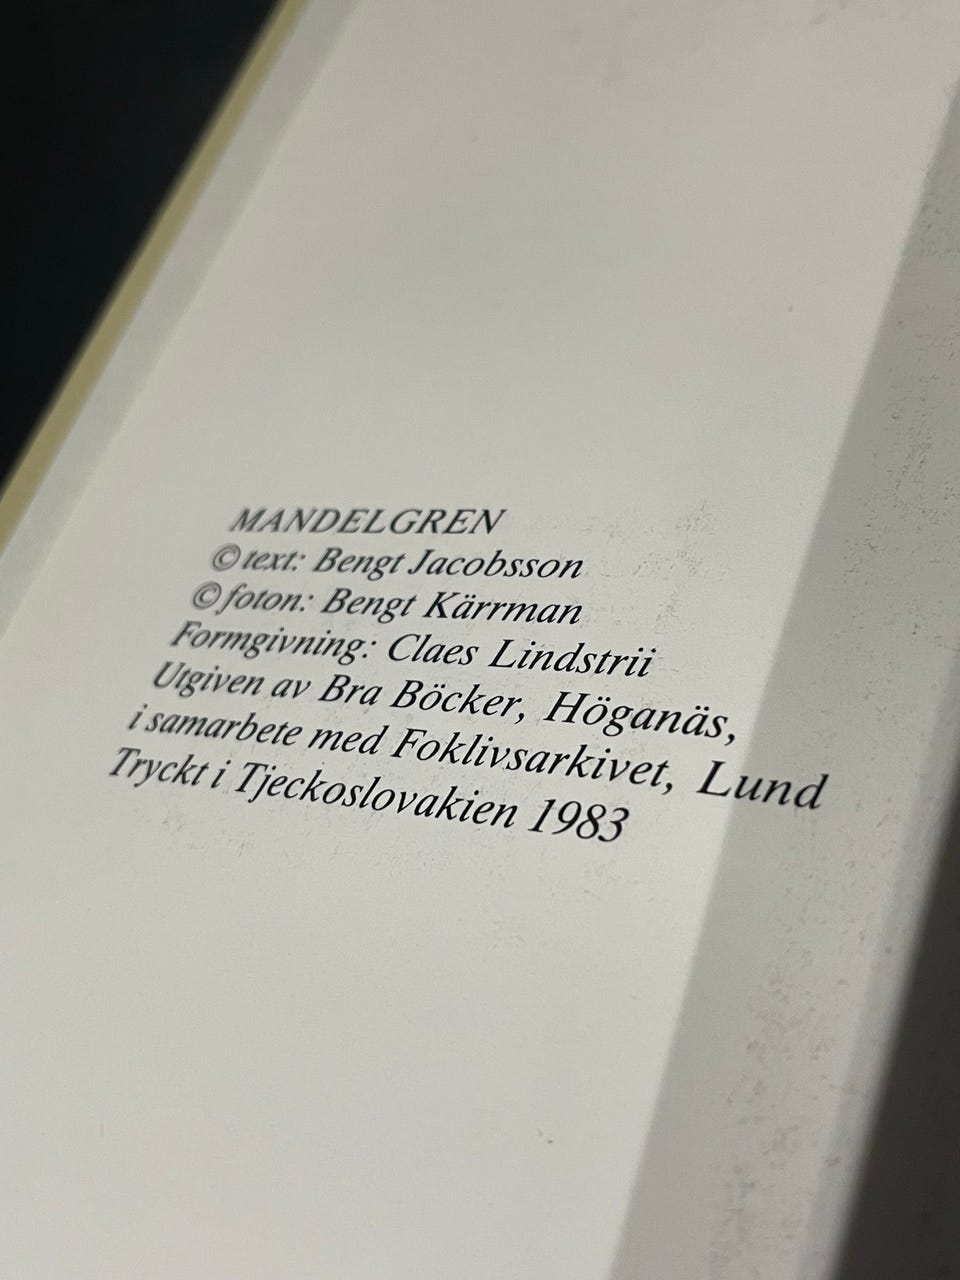 MANDELGREN
© text: Bengt Jacobsson
© foton: Bengt Kärrman
Formgivning: Claes Lindstrii
Utgiven av Bra Böcker, Höganäs,
i samarbete med Foklivsarkivet, Lund
Tryckt i Tjeckoslovakien 1983